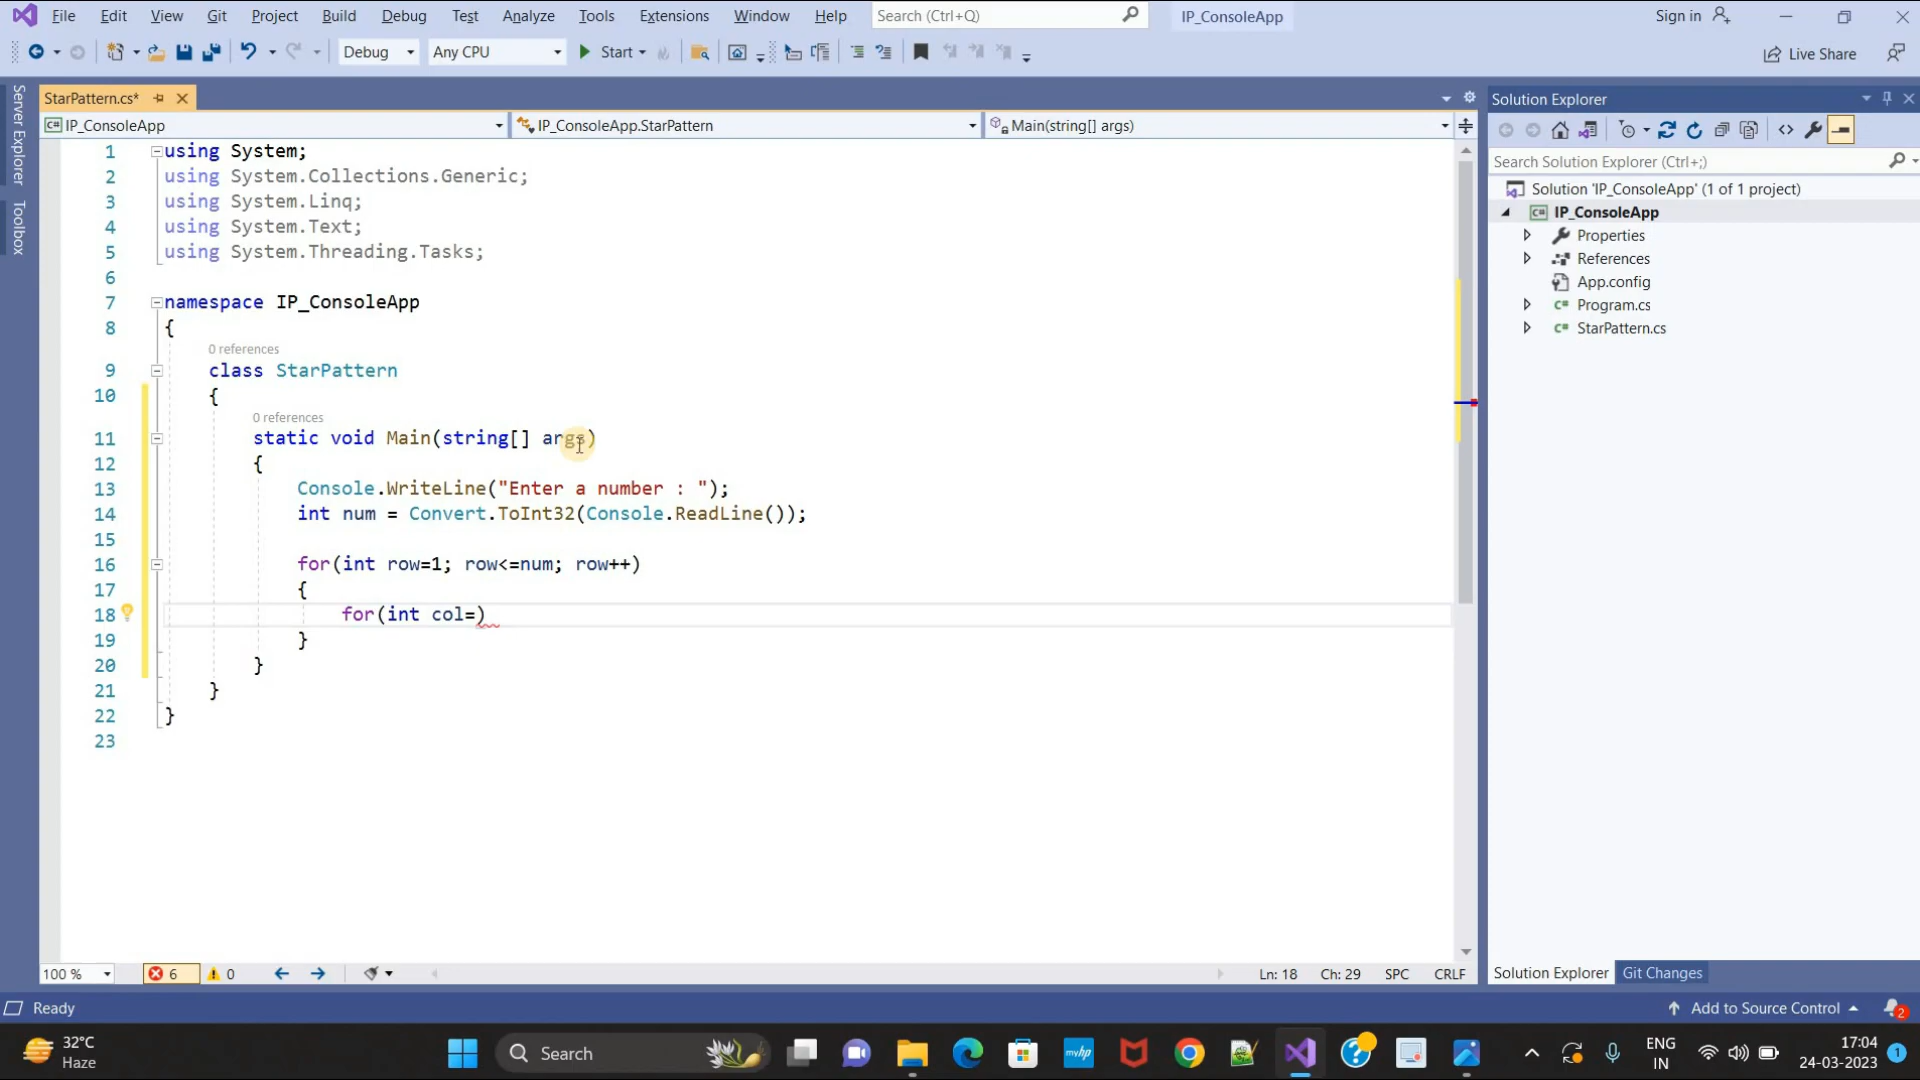 File Edit View Git Project Build Debug Test Analyze Tools Extensions Window Help Search (Ctrl+Q) IP_ConsoleApp Sign in
Debug Any CPU Start Live Share
Server Explorer
Toolbox
StarPattern.cs*
IP_ConsoleApp IP_ConsoleApp.StarPattern Main(string[] args)
1 using System;
2 using System.Collections.Generic;
3 using System.Linq;
4 using System.Text;
5 using System.Threading.Tasks;
6
7 namespace IP_ConsoleApp
8 {
0 references
9 class StarPattern
10 {
0 references
11 static void Main(string[] args)
12 {
13 Console.WriteLine("Enter a number : ");
14 int num = Convert.ToInt32(Console.ReadLine());
15
16 for(int row=1; row<=num; row++)
17 {
18 for(int col=)
19 }
20 }
21 }
22 }
23
100 % 6 0 Ln: 18 Ch: 29 SPC CRLF
Solution Explorer
Search Solution Explorer (Ctrl+;)
Solution 'IP_ConsoleApp' (1 of 1 project)
C# IP_ConsoleApp
Properties
References
App.config
C# Program.cs
C# StarPattern.cs
Solution Explorer Git Changes
Ready Add to Source Control 2
32°C
Haze
Search
myhp
ENG
IN
17:04
24-03-2023
1